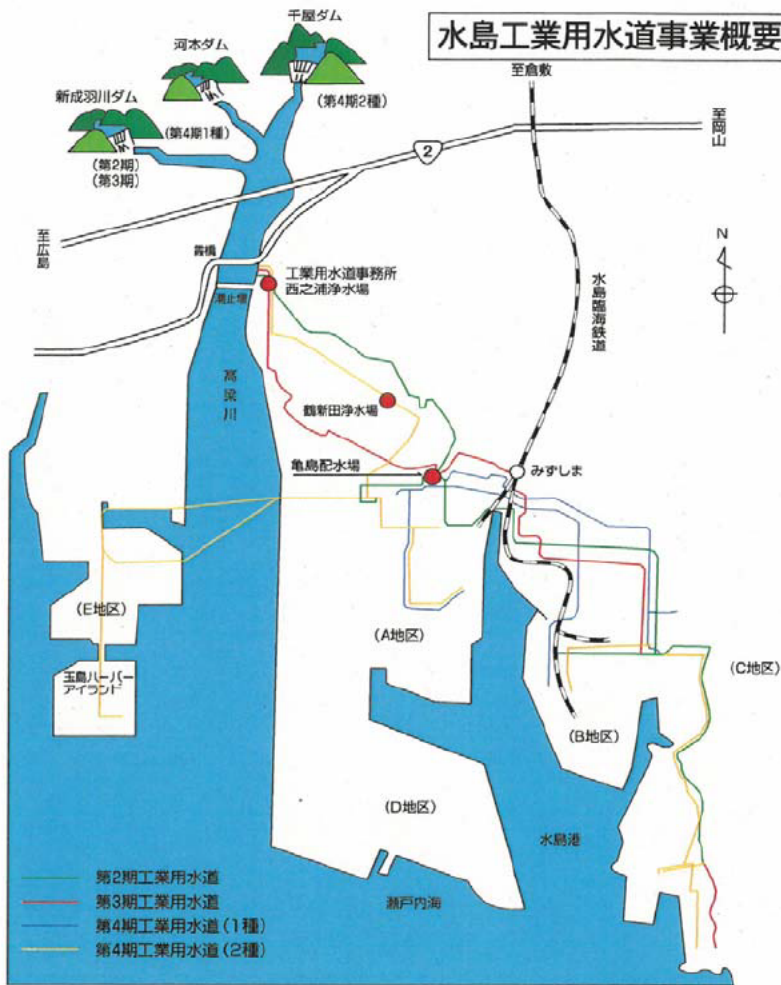 水島工業用水道事業概要
千屋ダム
河本ダム
新成羽川ダム
(第4期2種)
(第4期1種)
(第2期)
(第3期)
至倉敷
至岡山
2
至広島
霞橋
N
工業用水道事務所
西之浦浄水場
潮止堰
水島臨海鉄道
高梁川
鶴新田浄水場
亀島配水場
みずしま
(E地区)
(A地区)
玉島ハーバー
アイランド
(C地区)
(B地区)
(D地区)
水島港
瀬戸内海
第2期工業用水道
第3期工業用水道
第4期工業用水道(1種)
第4期工業用水道(2種)